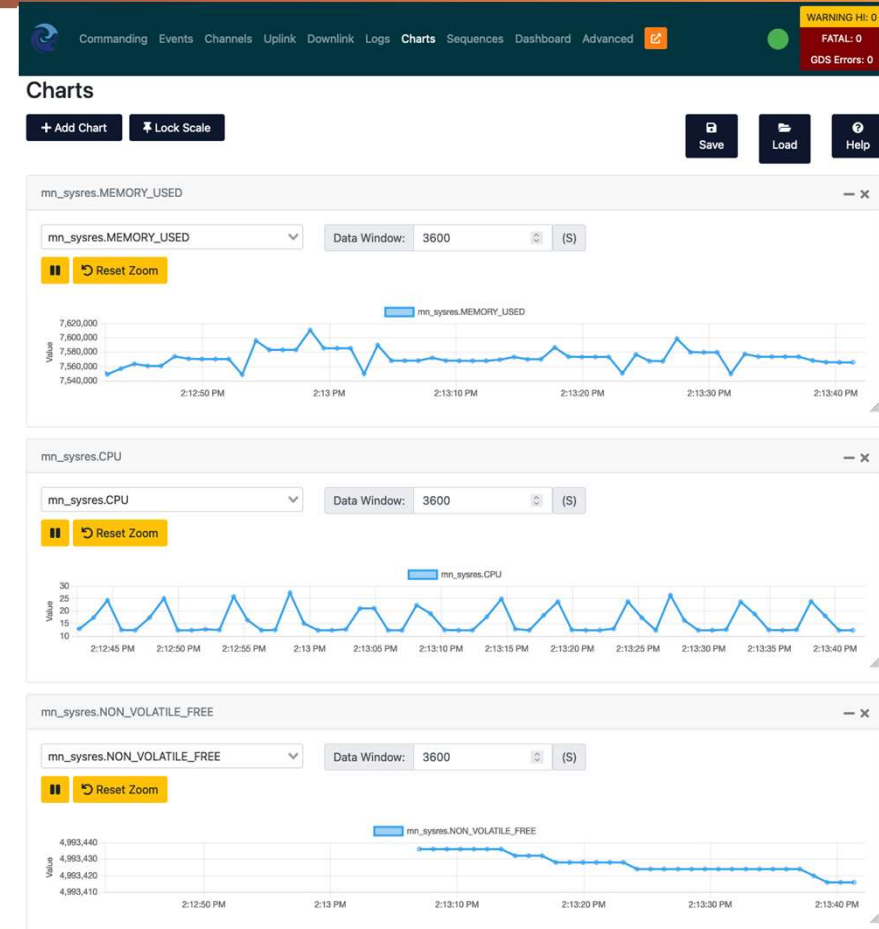 Commanding Events Channels Uplink Downlink Logs Charts Sequences Dashboard Advanced
WARNING HI: 0
FATAL: 0
GDS Errors: 0
Charts
+ Add Chart Lock Scale
Save Load Help
mn_sysres.MEMORY_USED
mn_sysres.MEMORY_USED Data Window: 3600 (S)
Reset Zoom
mn_sysres.MEMORY_USED
Value
7,620,000
7,600,000
7,580,000
7,560,000
7,540,000
2:12:50 PM 2:13 PM 2:13:10 PM 2:13:20 PM 2:13:30 PM 2:13:40 PM
mn_sysres.CPU
mn_sysres.CPU Data Window: 3600 (S)
Reset Zoom
mn_sysres.CPU
Value
30
25
20
15
10
2:12:45 PM 2:12:50 PM 2:12:55 PM 2:13 PM 2:13:05 PM 2:13:10 PM 2:13:15 PM 2:13:20 PM 2:13:25 PM 2:13:30 PM 2:13:35 PM 2:13:40 PM
mn_sysres.NON_VOLATILE_FREE
mn_sysres.NON_VOLATILE_FREE Data Window: 3600 (S)
Reset Zoom
mn_sysres.NON_VOLATILE_FREE
Value
4,993,440
4,993,430
4,993,420
4,993,410
2:12:50 PM 2:13 PM 2:13:10 PM 2:13:20 PM 2:13:30 PM 2:13:40 PM